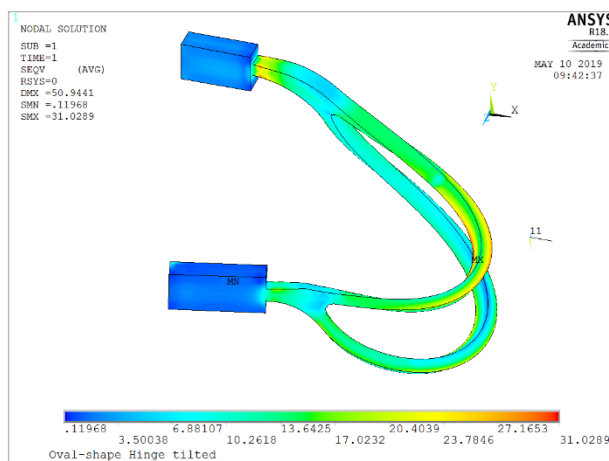 1
NODAL SOLUTION
SUB =1
TIME=1
SEQV (AVG)
RSYS=0
DMX=50.9441
SMN=.11968
SMX=31.0289
ANSYS
R18.
Academic
MAY 10 2019
09:42:37
Y
X
Z
11
MX
MN
.11968 6.88107 13.6425 20.4039 27.1653
3.50038 10.2618 17.0232 23.7846 31.0289
Oval-shape Hinge tilted